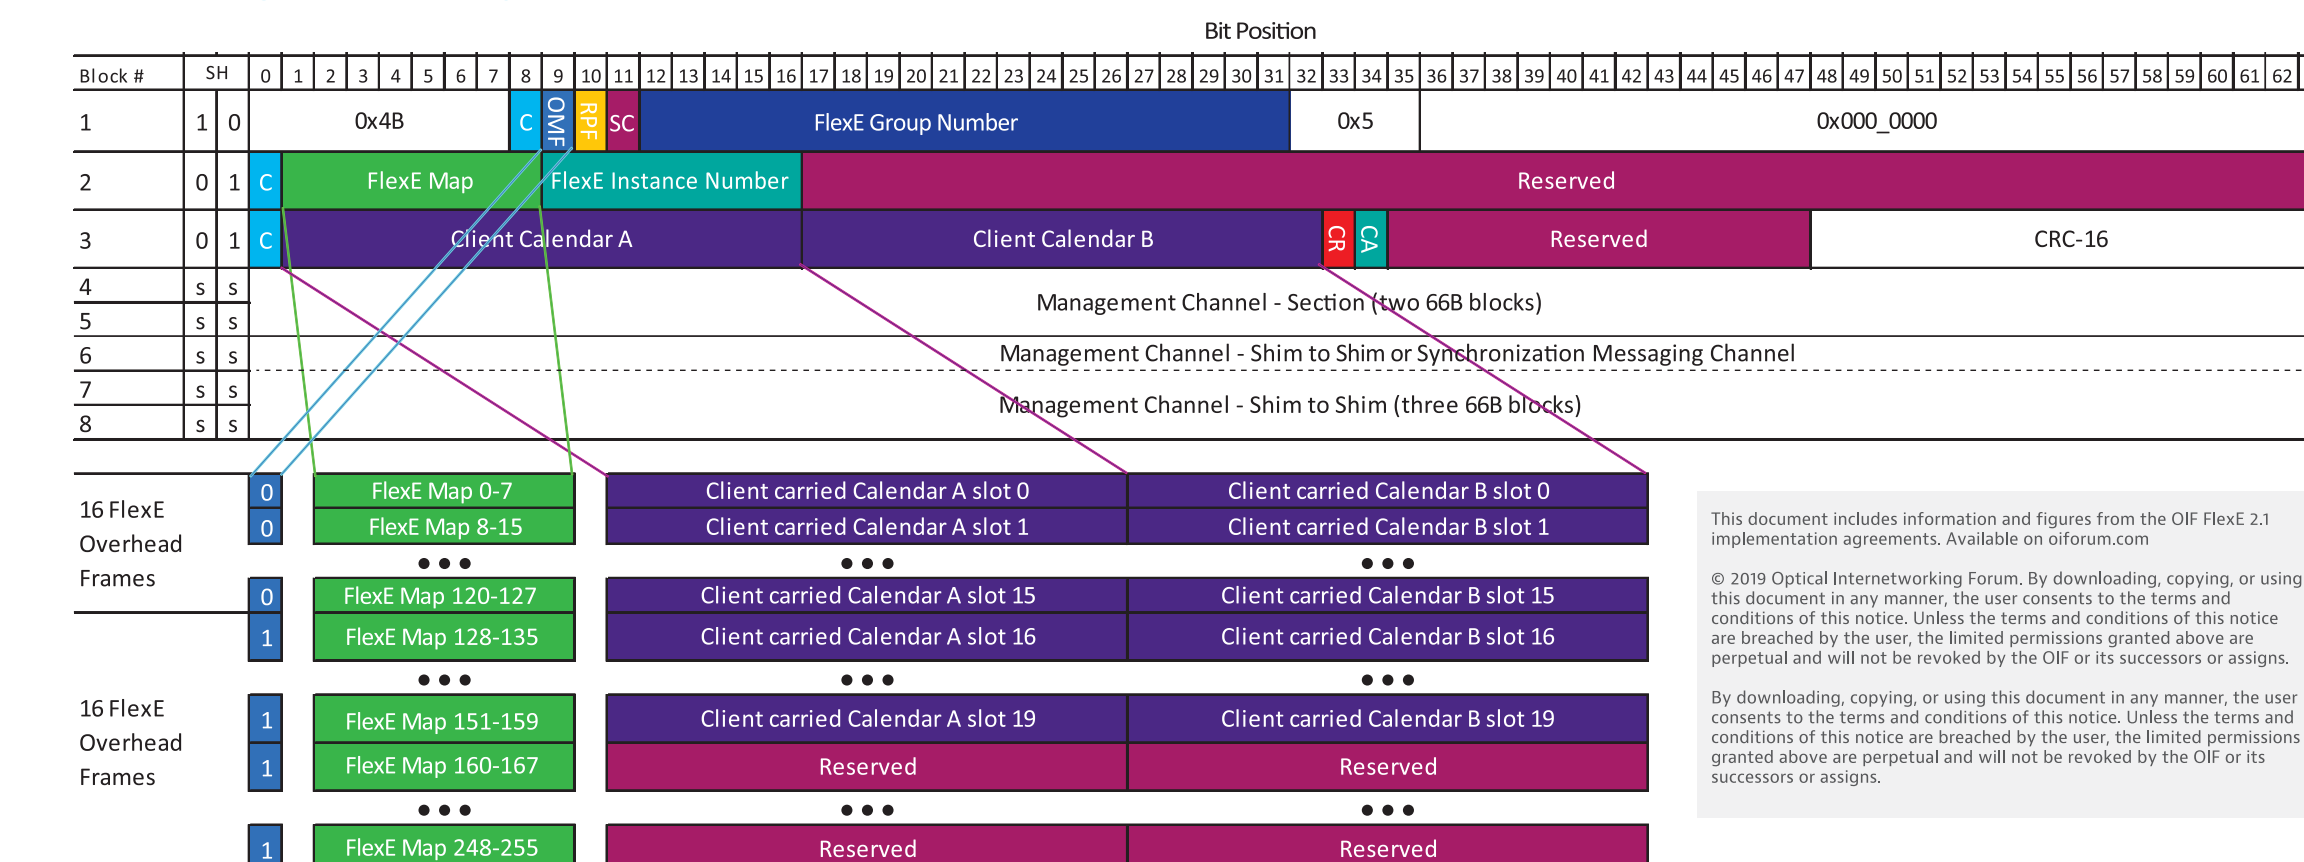 Bit Position
Block # SH 0 1 2 3 4 5 6 7 8 9 10 11 12 13 14 15 16 17 18 19 20 21 22 23 24 25 26 27 28 29 30 31 32 33 34 35 36 37 38 39 40 41 42 43 44 45 46 47 48 49 50 51 52 53 54 55 56 57 58 59 60 61 62
1 1 0 0x4B C OMF RPF SC FlexE Group Number 0x5 0x000_0000
2 0 1 C FlexE Map FlexE Instance Number Reserved
3 0 1 C Client Calendar A Client Calendar B CR CA Reserved CRC-16
4 s s
Management Channel - Section (two 66B blocks)
5 s s
6 s s Management Channel - Shim to Shim or Synchronization Messaging Channel
7 s s
Management Channel - Shim to Shim (three 66B blocks)
8 s s
16 FlexE
Overhead
Frames
0 FlexE Map 0-7 Client carried Calendar A slot 0 Client carried Calendar B slot 0
0 FlexE Map 8-15 Client carried Calendar A slot 1 Client carried Calendar B slot 1
••• ••• •••
0 FlexE Map 120-127 Client carried Calendar A slot 15 Client carried Calendar B slot 15
1 FlexE Map 128-135 Client carried Calendar A slot 16 Client carried Calendar B slot 16
••• ••• •••
16 FlexE
Overhead
Frames
1 FlexE Map 151-159 Client carried Calendar A slot 19 Client carried Calendar B slot 19
1 FlexE Map 160-167 Reserved Reserved
••• ••• •••
1 FlexE Map 248-255 Reserved Reserved
This document includes information and figures from the OIF FlexE 2.1
implementation agreements. Available on oiforum.com
© 2019 Optical Internetworking Forum. By downloading, copying, or using
this document in any manner, the user consents to the terms and
conditions of this notice. Unless the terms and conditions of this notice
are breached by the user, the limited permissions granted above are
perpetual and will not be revoked by the OIF or its successors or assigns.
By downloading, copying, or using this document in any manner, the user
consents to the terms and conditions of this notice. Unless the terms and
conditions of this notice are breached by the user, the limited permissions
granted above are perpetual and will not be revoked by the OIF or its
successors or assigns.